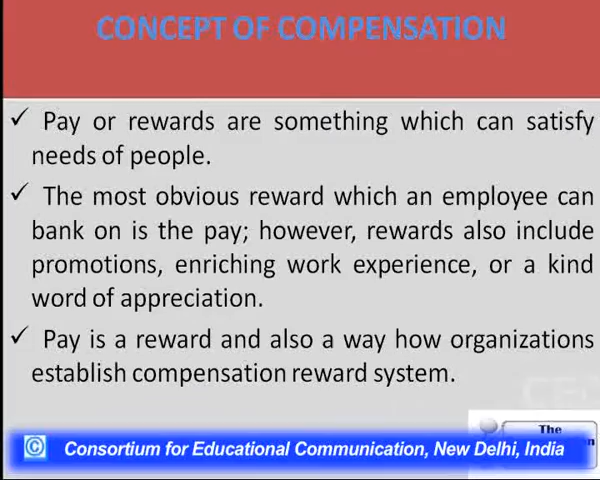 CONCEPT OF COMPENSATION
✓ Pay or rewards are something which can satisfy
needs of people.
✓ The most obvious reward which an employee can
bank on is the pay; however, rewards also include
promotions, enriching work experience, or a kind
word of appreciation.
✓ Pay is a reward and also a way how organizations
establish compensation reward system.
The
© Consortium for Educational Communication, New Delhi, India